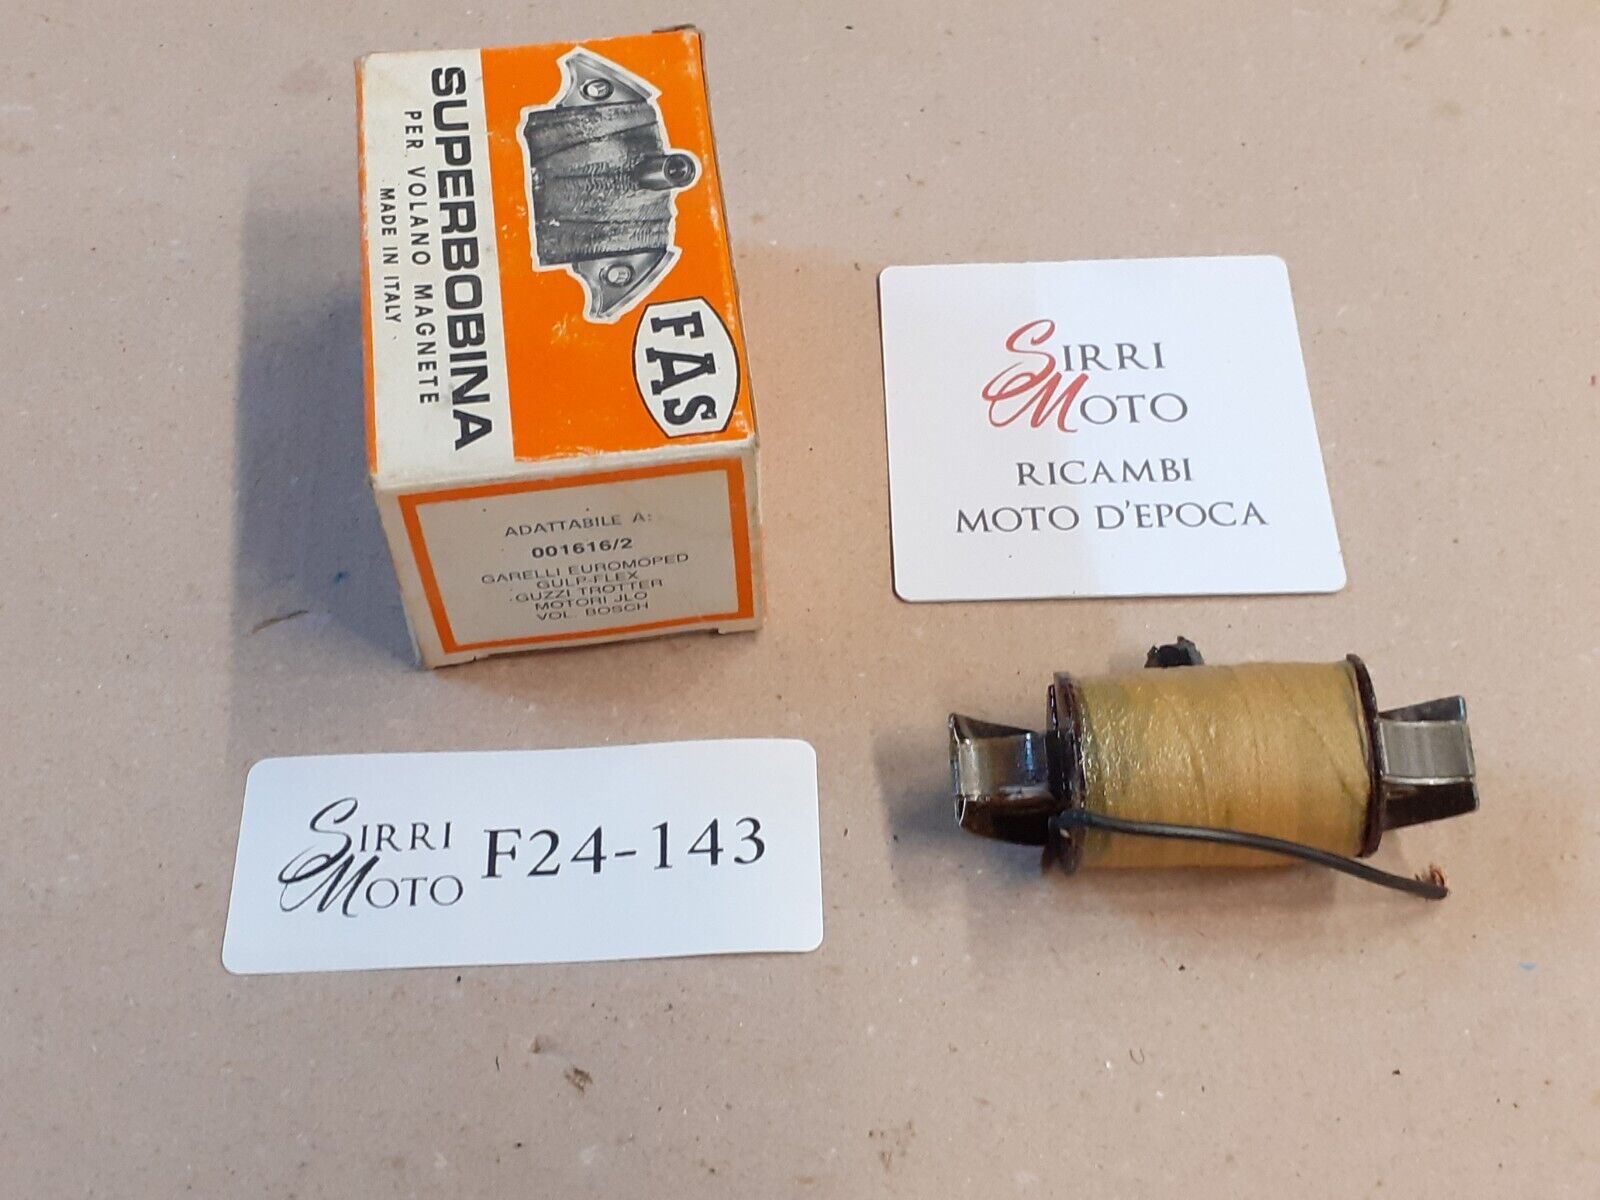 SUPERBOBINA
PER VOLANO MAGNETE
MADE IN ITALY
FAS
ADATTABILE A:
001616/2
GARELLI EUROMOPED
GULP-FLEX
GUZZI TROTTER
MOTORI JLO
VOL. BOSCH
SIRRI
MOTO
RICAMBI
MOTO D'EPOCA
SIRRI
MOTO
F24-143